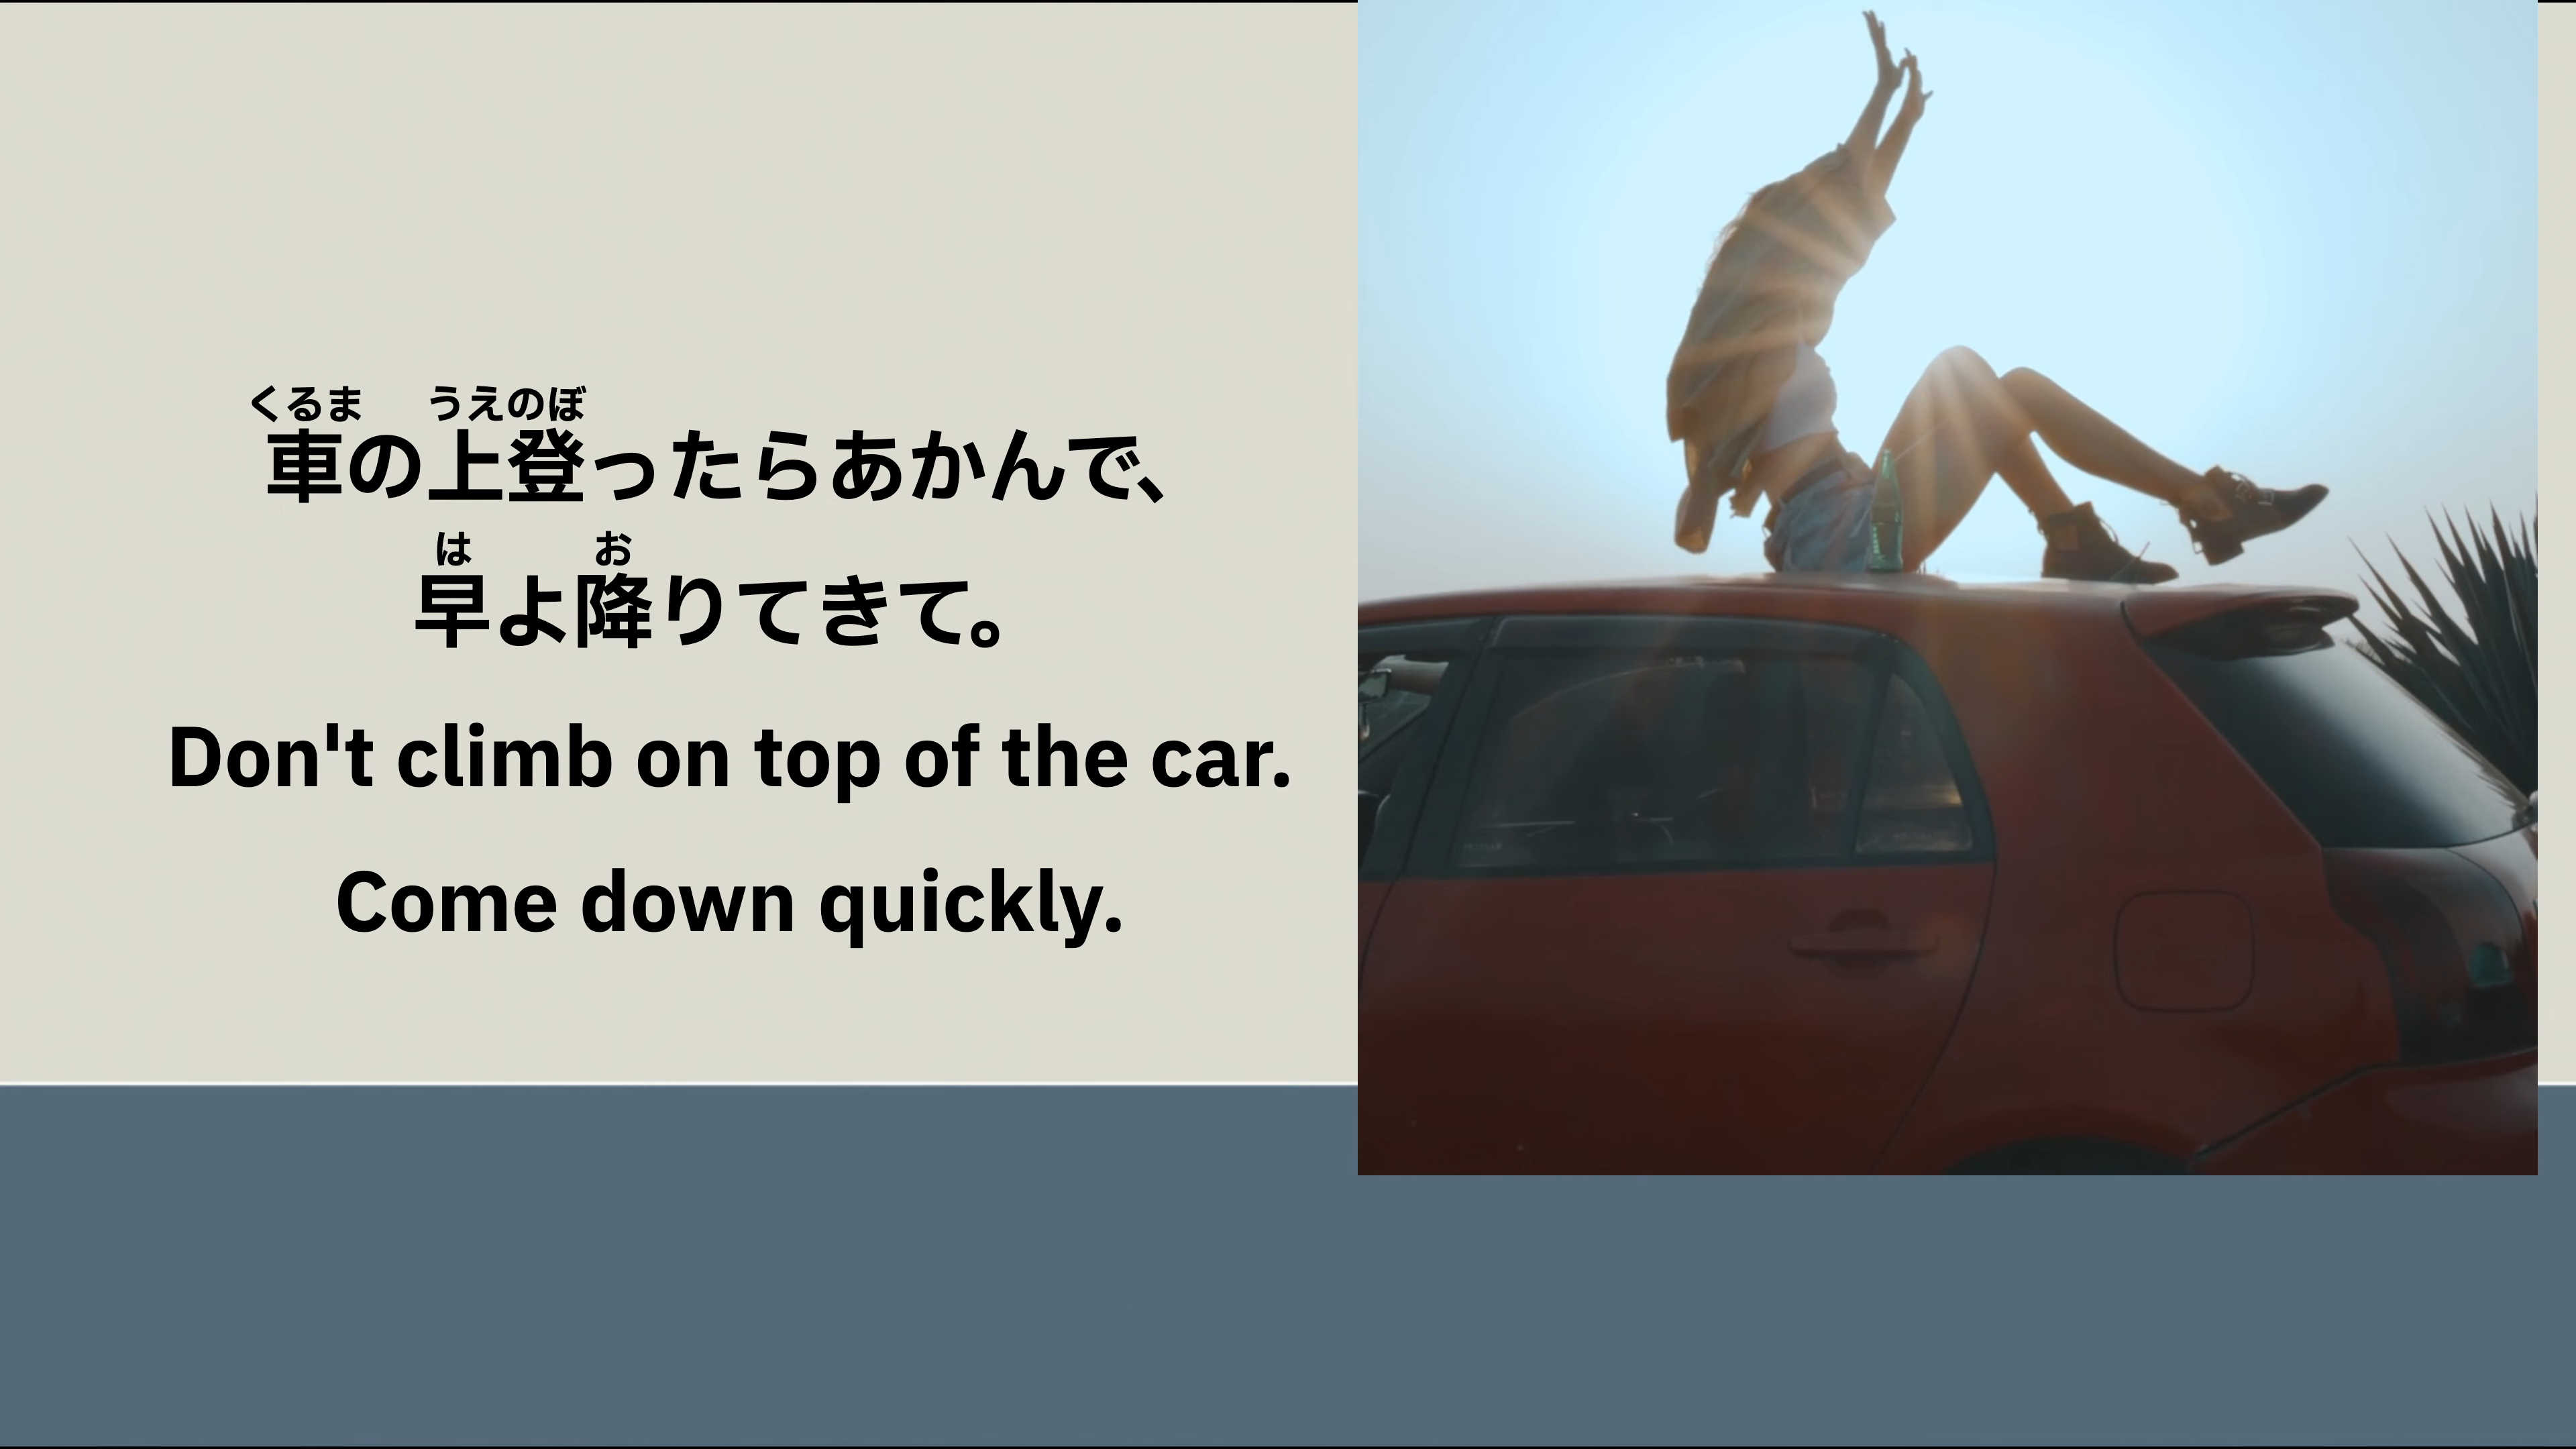 くるま うえのぼ
車の上登ったらあかんで、
は お
早よ降りてきて。
Don't climb on top of the car.
Come down quickly.